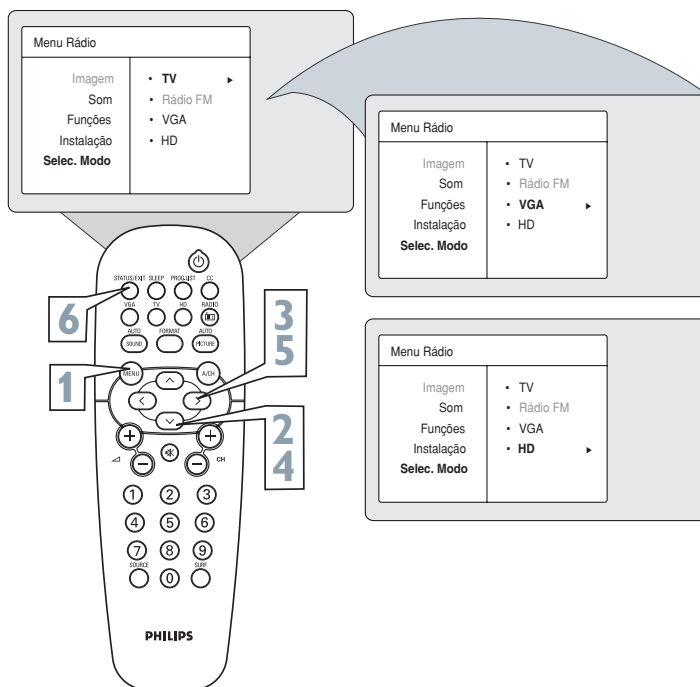 Menu Rádio
Imagem • TV ▸
Som • Rádio FM
Funções • VGA
Instalação • HD
Selec. Modo
Menu Rádio
Imagem • TV
Som • Rádio FM
Funções • VGA ▸
Instalação • HD
Selec. Modo
Menu Rádio
Imagem • TV
Som • Rádio FM
Funções • VGA
Instalação • HD ▸
Selec. Modo
STATUS/EXIT SLEEP PROG.LIST CC
VGA TV HD RADIO
AUTO FORMAT AUTO
SOUND PICTURE
MENU A/CH
CH
1 2 3
4 5 6
7 8 9
SOURCE 0 SURF
PHILIPS
6
1
3
5
2
4